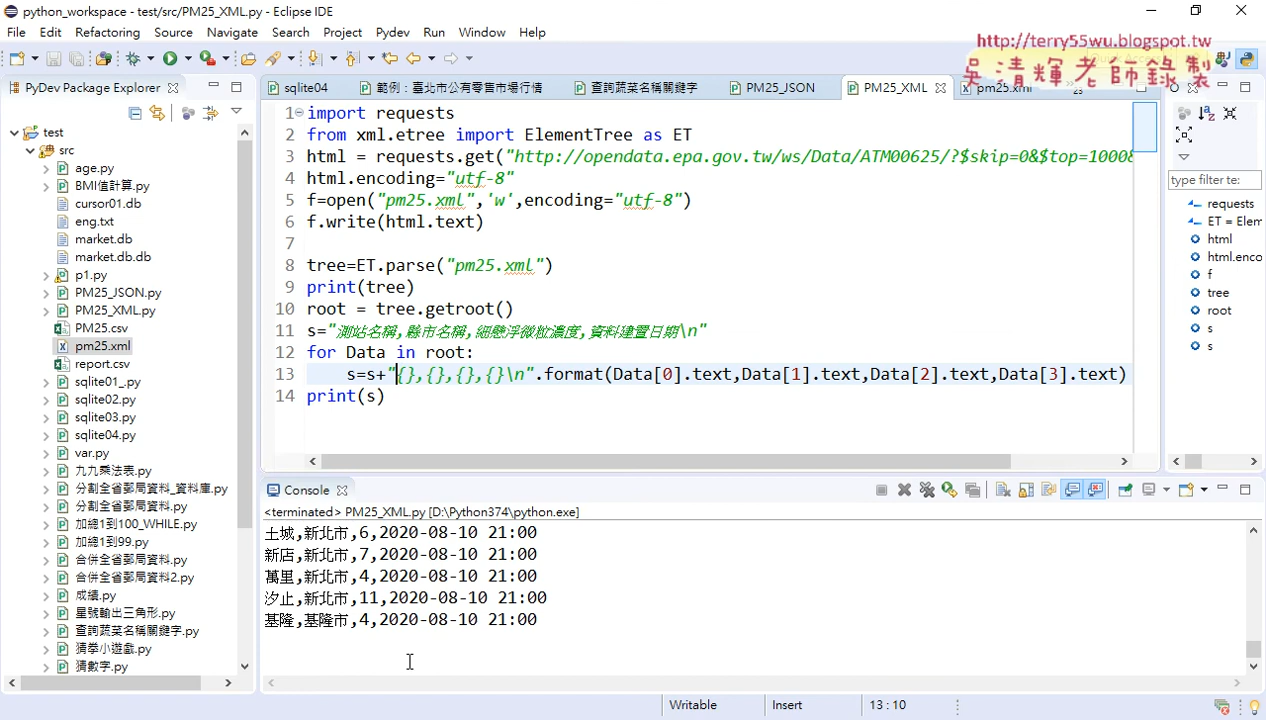 python_workspace - test/src/PM25_XML.py - Eclipse IDE
File Edit Refactoring Source Navigate Search Project Pydev Run Window Help
http://terry55wu.blogspot.tw
吳清輝老師錄製
PyDev Package Explorer
sqlite04 範例：臺北市公有零售市場行情 查詢蔬菜名稱關鍵字 PM25_JSON PM25_XML pm25.xml
test
src
age.py
BMI值計算.py
cursor01.db
eng.txt
market.db
market.db.db
p1.py
PM25_JSON.py
PM25_XML.py
PM25.csv
pm25.xml
report.csv
sqlite01_.py
sqlite02.py
sqlite03.py
sqlite04.py
var.py
九九乘法表.py
分割全省郵局資料_資料庫.py
分割全省郵局資料.py
加總1到100_WHILE.py
加總1到99.py
合併全省郵局資料.py
合併全省郵局資料2.py
成績.py
星號輸出三角形.py
查詢蔬菜名稱關鍵字.py
猜拳小遊戲.py
猜數字.py
1 import requests
2 from xml.etree import ElementTree as ET
3 html = requests.get("http://opendata.epa.gov.tw/ws/Data/ATM00625/?$skip=0&$top=1000&
4 html.encoding="utf-8"
5 f=open("pm25.xml",'w',encoding="utf-8")
6 f.write(html.text)
7
8 tree=ET.parse("pm25.xml")
9 print(tree)
10 root = tree.getroot()
11 s="測站名稱,縣市名稱,細懸浮微粒濃度,資料建置日期\n"
12 for Data in root:
13 s=s+"{},{},{},{}\n".format(Data[0].text,Data[1].text,Data[2].text,Data[3].text)
14 print(s)
type filter te:
requests
ET = Elem
html
html.enco
f
tree
root
s
s
Console
<terminated> PM25_XML.py [D:\Python374\python.exe]
土城,新北市,6,2020-08-10 21:00
新店,新北市,7,2020-08-10 21:00
萬里,新北市,4,2020-08-10 21:00
汐止,新北市,11,2020-08-10 21:00
基隆,基隆市,4,2020-08-10 21:00
Writable Insert 13 : 10